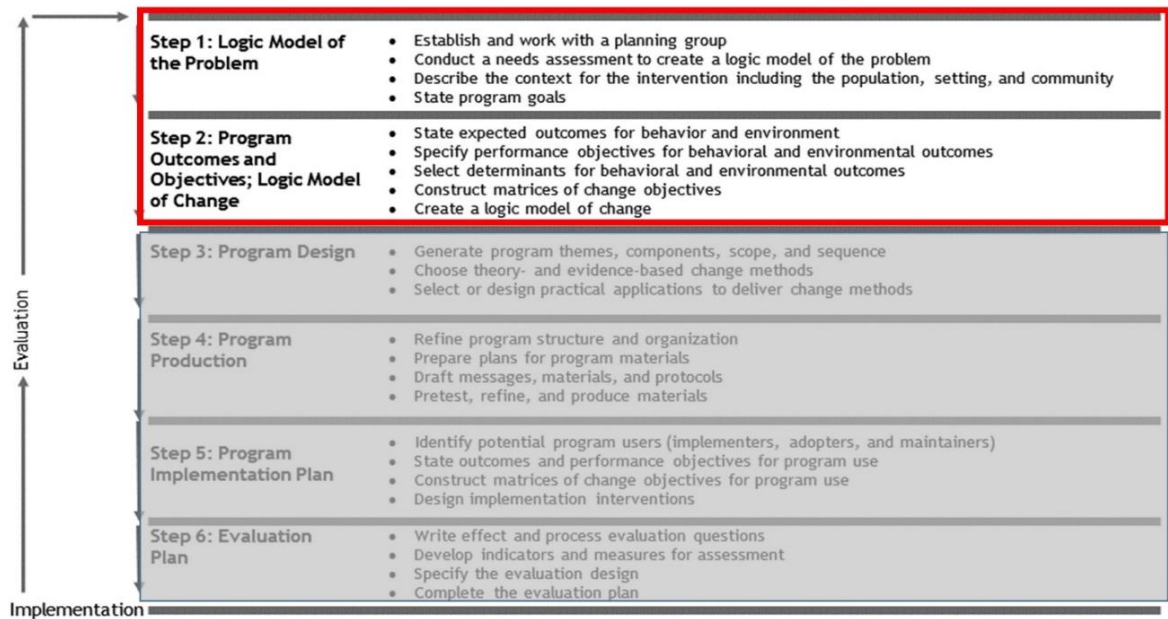 Step 1: Logic Model of
the Problem
• Establish and work with a planning group
• Conduct a needs assessment to create a logic model of the problem
• Describe the context for the intervention including the population, setting, and community
• State program goals
Step 2: Program
Outcomes and
Objectives; Logic Model
of Change
• State expected outcomes for behavior and environment
• Specify performance objectives for behavioral and environmental outcomes
• Select determinants for behavioral and environmental outcomes
• Construct matrices of change objectives
• Create a logic model of change
Step 3: Program Design
• Generate program themes, components, scope, and sequence
• Choose theory- and evidence-based change methods
• Select or design practical applications to deliver change methods
Step 4: Program
Production
• Refine program structure and organization
• Prepare plans for program materials
• Draft messages, materials, and protocols
• Pretest, refine, and produce materials
Step 5: Program
Implementation Plan
• Identify potential program users (implementers, adopters, and maintainers)
• State outcomes and performance objectives for program use
• Construct matrices of change objectives for program use
• Design implementation interventions
Step 6: Evaluation
Plan
• Write effect and process evaluation questions
• Develop indicators and measures for assessment
• Specify the evaluation design
• Complete the evaluation plan
Evaluation
Implementation